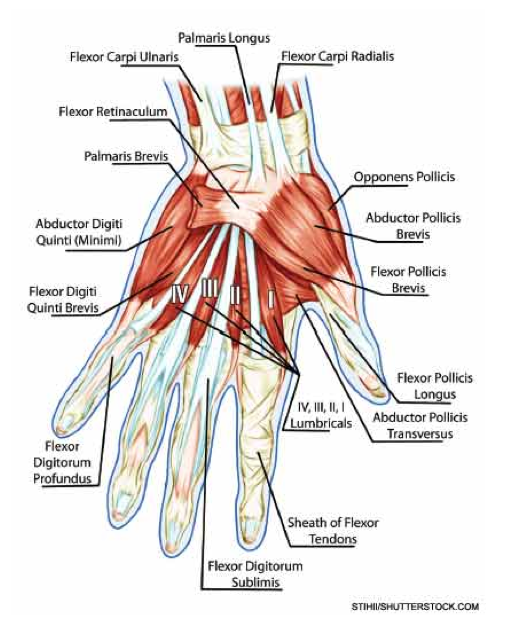 Palmaris Longus
Flexor Carpi Ulnaris
Flexor Carpi Radialis
Flexor Retinaculum
Palmaris Brevis
Opponens Pollicis
Abductor Digiti
Quinti (Minimi)
Abductor Pollicis
Brevis
Flexor Digiti
Quinti Brevis
Flexor Pollicis
Brevis
IV III II I
Flexor Pollicis
Longus
IV, III, II, I
Lumbricals
Abductor Pollicis
Transversus
Flexor
Digitorum
Profundus
Sheath of Flexor
Tendons
Flexor Digitorum
Sublimis
STIHII/SHUTTERSTOCK.COM